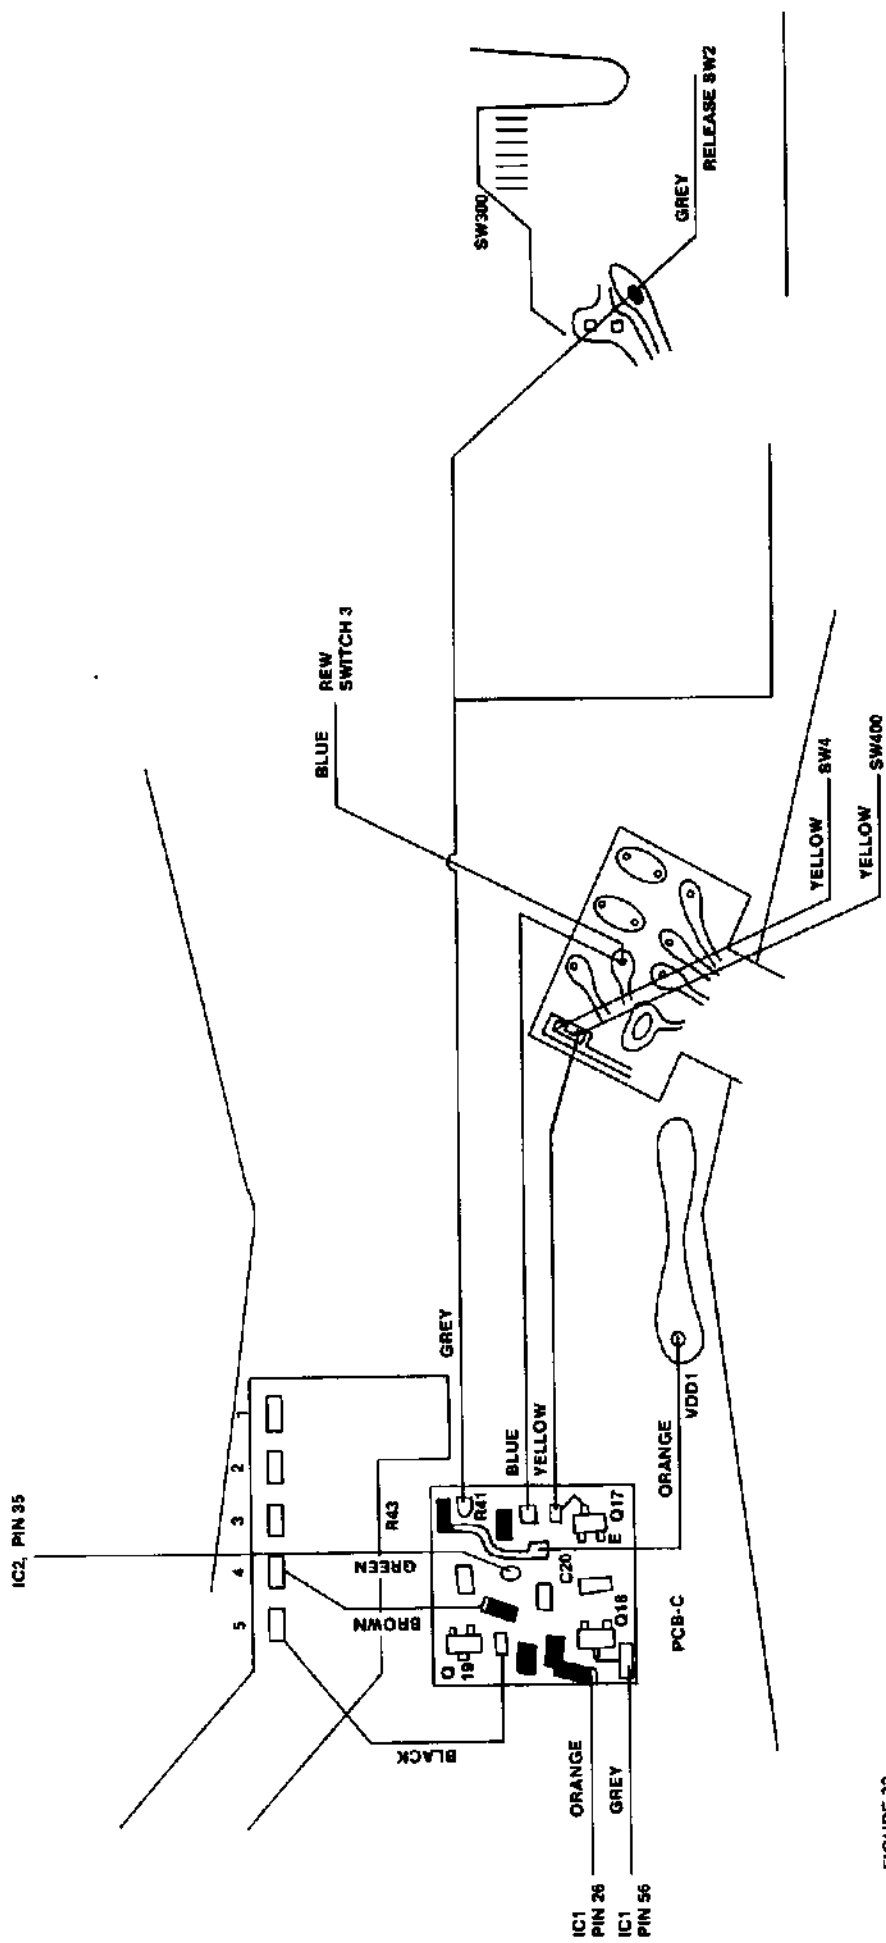 IC2, PIN 35
5
4
3
2
1
BROWN
GREEN
R43
BLACK
GREY
BLUE
REW
SWITCH 3
SW300
GREY
RELEASE SW2
Q
19
R41
C20
Q18
E
Q17
PCB-C
BLUE
YELLOW
ORANGE
VDD1
YELLOW
SW4
YELLOW
SW400
ORANGE
GREY
IC1
PIN 26
IC1
PIN 56